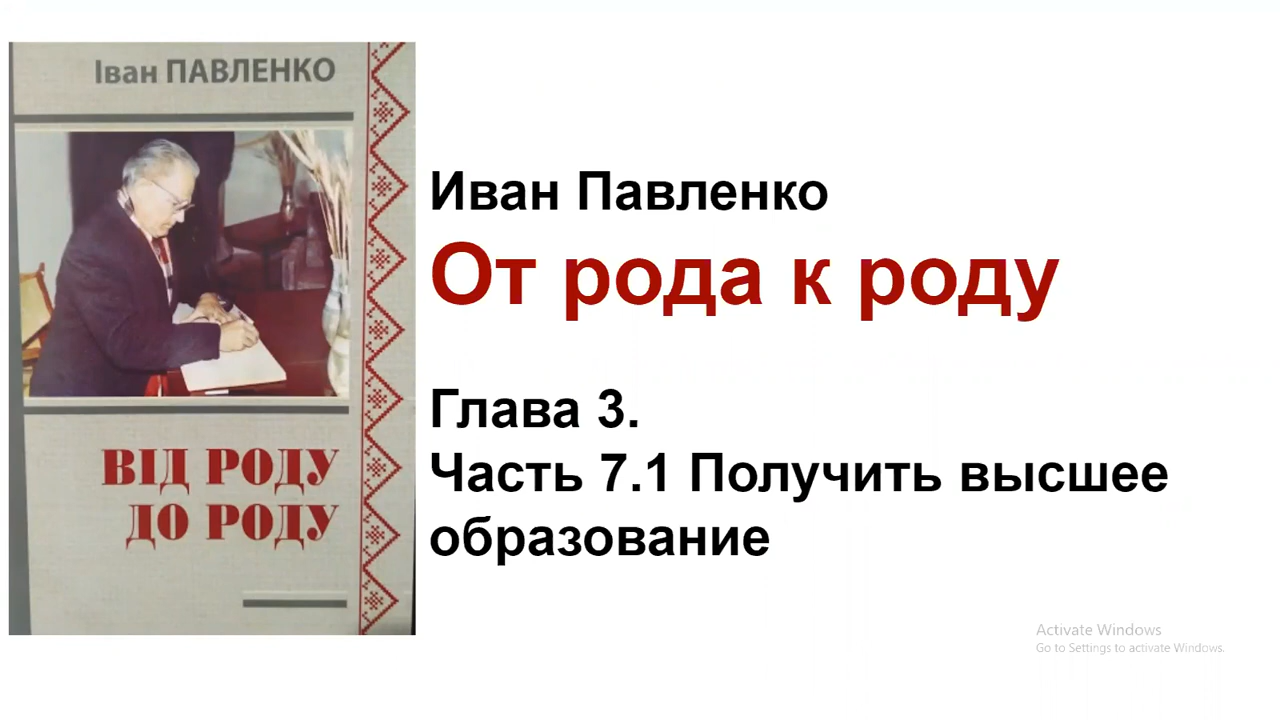 Іван ПАВЛЕНКО
ВІД РОДУ
ДО РОДУ
Иван Павленко
От рода к роду
Глава 3.
Часть 7.1 Получить высшее
образование
Activate Windows
Go to Settings to activate Windows.